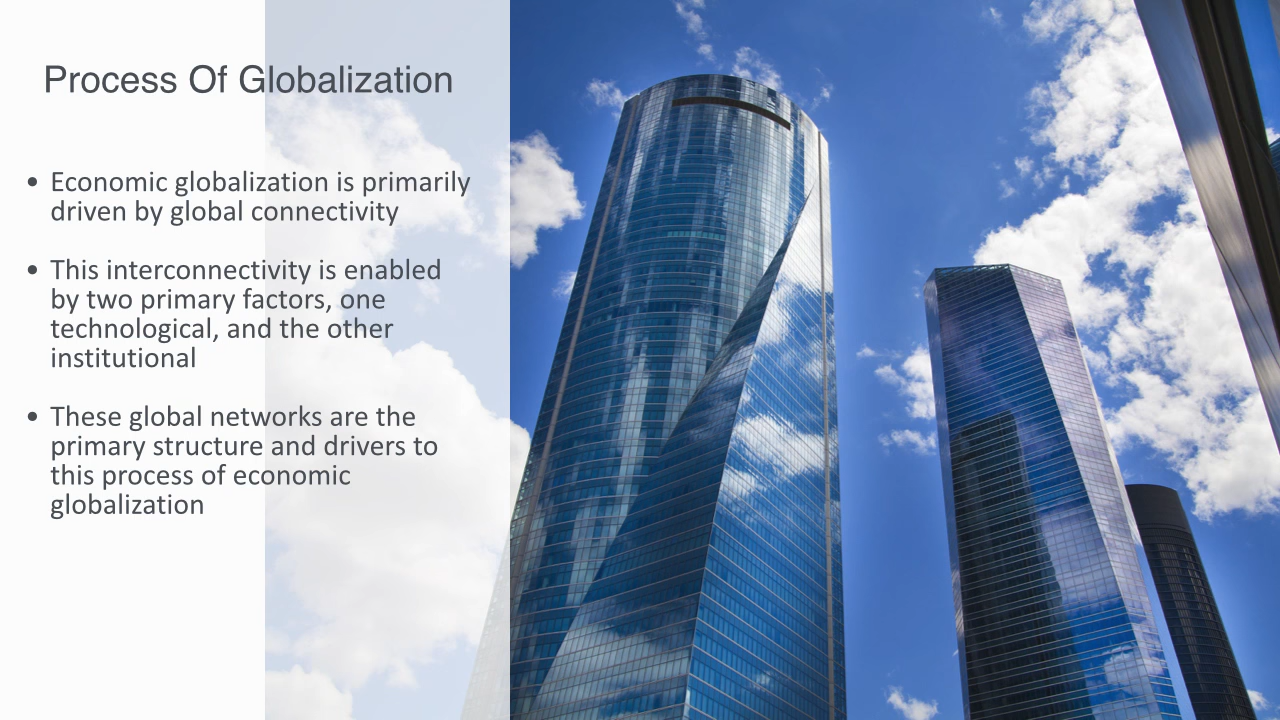 Process Of Globalization
• Economic globalization is primarily
driven by global connectivity
• This interconnectivity is enabled
by two primary factors, one
technological, and the other
institutional
• These global networks are the
primary structure and drivers to
this process of economic
globalization